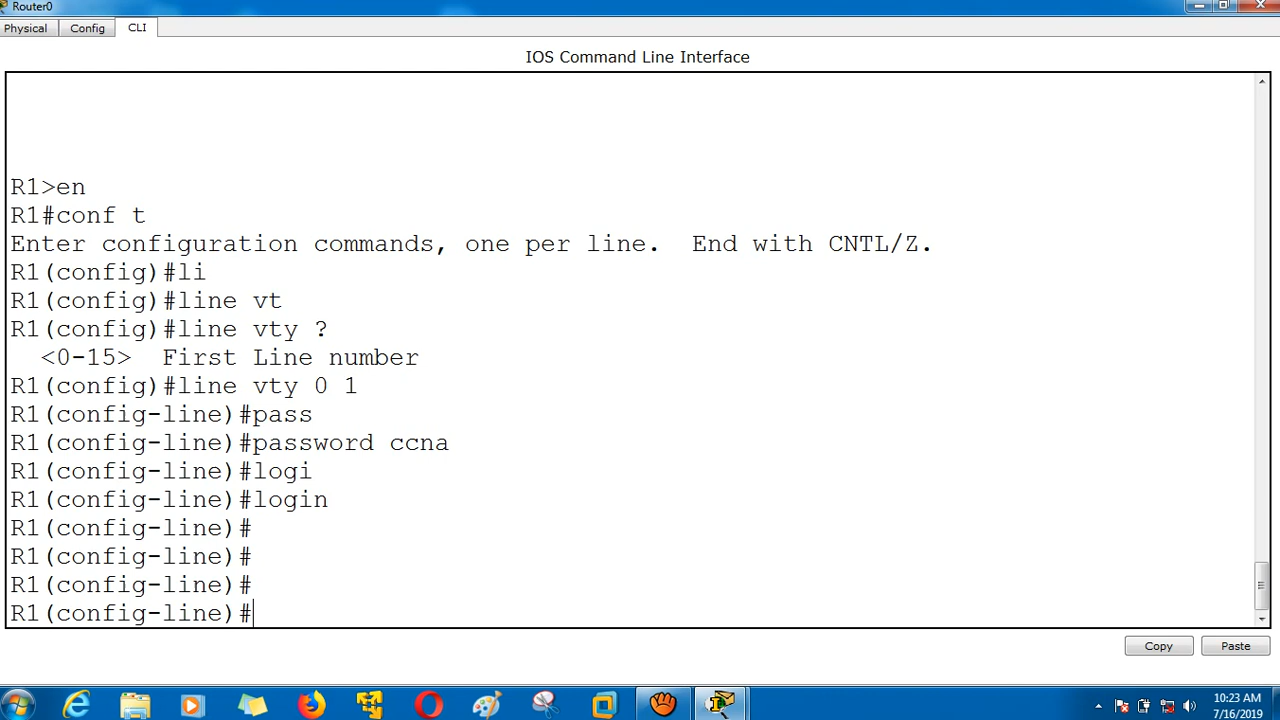 Router0
Physical
Config
CLI
IOS Command Line Interface
R1>en
R1#conf t
Enter configuration commands, one per line.  End with CNTL/Z.
R1(config)#li
R1(config)#line vt
R1(config)#line vty ?
  <0-15>  First Line number
R1(config)#line vty 0 1
R1(config-line)#pass
R1(config-line)#password ccna
R1(config-line)#logi
R1(config-line)#login
R1(config-line)#
R1(config-line)#
R1(config-line)#
R1(config-line)#
Copy
Paste
10:23 AM
7/16/2019